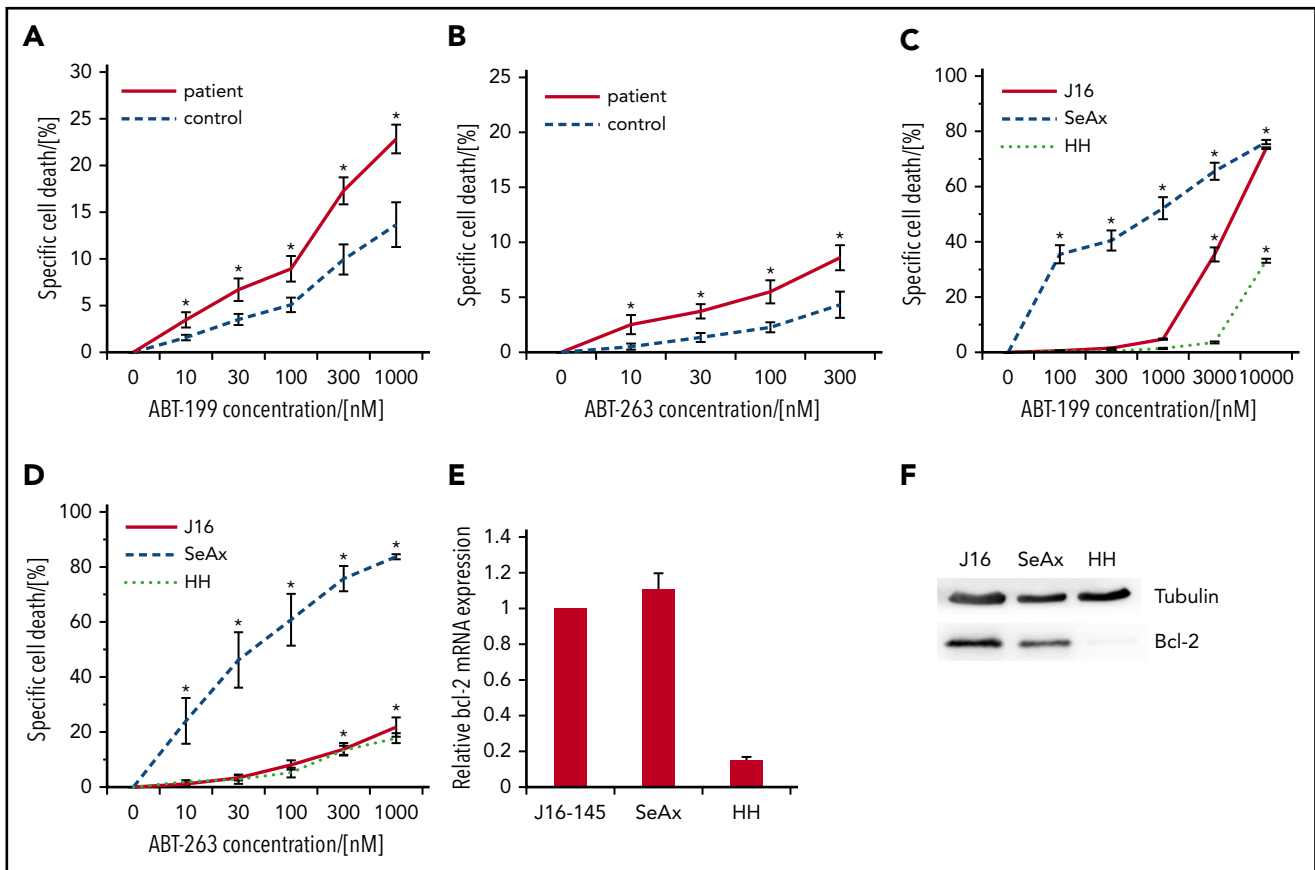 A
Specific cell death/[%]
30
25
20
15
10
5
0
patient
control
* * * * *
0 10 30 100 300 1000
ABT-199 concentration/[nM]
B
Specific cell death/[%]
25
20
15
10
5
0
patient
control
* * * *
0 10 30 100 300
ABT-263 concentration/[nM]
C
Specific cell death/[%]
100
80
60
40
20
0
J16
SeAx
HH
* * * * * * *
0 100 300 1000 3000 10000
ABT-199 concentration/[nM]
D
Specific cell death/[%]
100
80
60
40
20
0
J16
SeAx
HH
* * * * * * *
0 10 30 100 300 1000
ABT-263 concentration/[nM]
E
Relative bcl-2 mRNA expression
1.4
1.2
1
0.8
0.6
0.4
0.2
0
J16-145 SeAx HH
F
J16 SeAx HH
Tubulin
Bcl-2